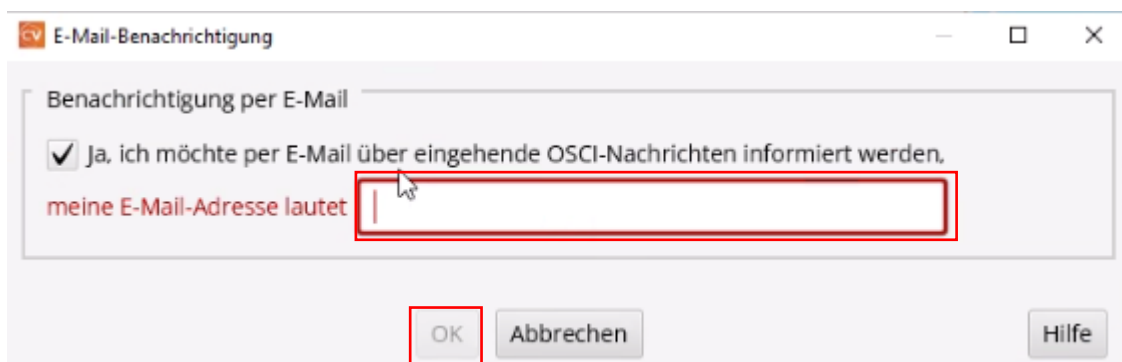 CV E-Mail-Benachrichtigung
Benachrichtigung per E-Mail
Ja, ich möchte per E-Mail über eingehende OSCI-Nachrichten informiert werden,
meine E-Mail-Adresse lautet
OK Abbrechen Hilfe